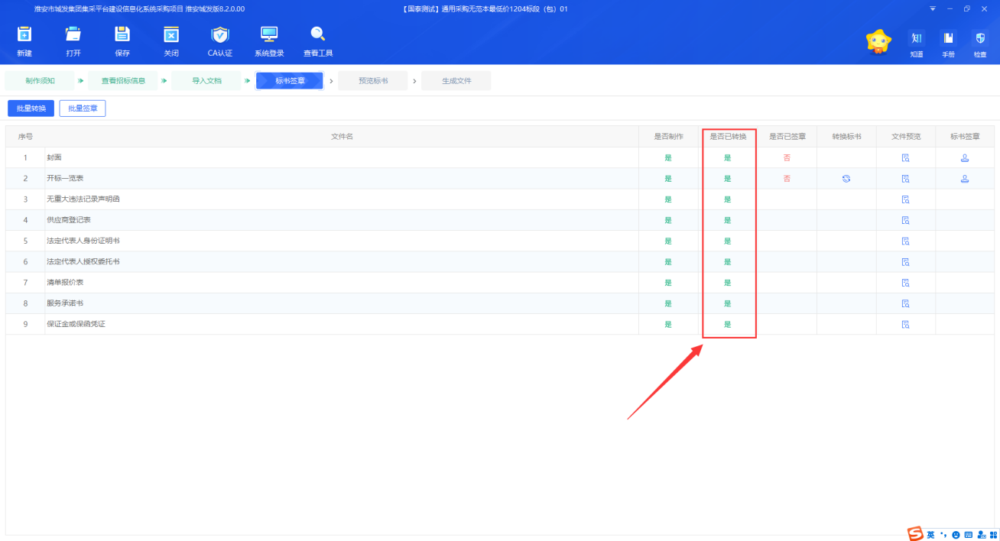 淮安市城发集团集采平台建设信息化系统采购项目 淮安城发版8.2.0.00
【国泰测试】通用采购无范本最低价1204标段（包）01
新建 打开 保存 关闭 CA认证 系统登录 查看工具
知道 手册 检查
制作须知 查看招标信息 导入文档 标书签章 预览标书 生成文件
批量转换 批量签章
序号 文件名 是否制作 是否已转换 是否已签章 转换标书 文件预览 标书签章
1 封面 是 是 否
2 开标一览表 是 是 否
3 无重大违法记录声明函 是 是
4 供应商登记表 是 是
5 法定代表人身份证明书 是 是
6 法定代表人授权委托书 是 是
7 清单报价表 是 是
8 服务承诺书 是 是
9 保证金或保函凭证 是 是
英